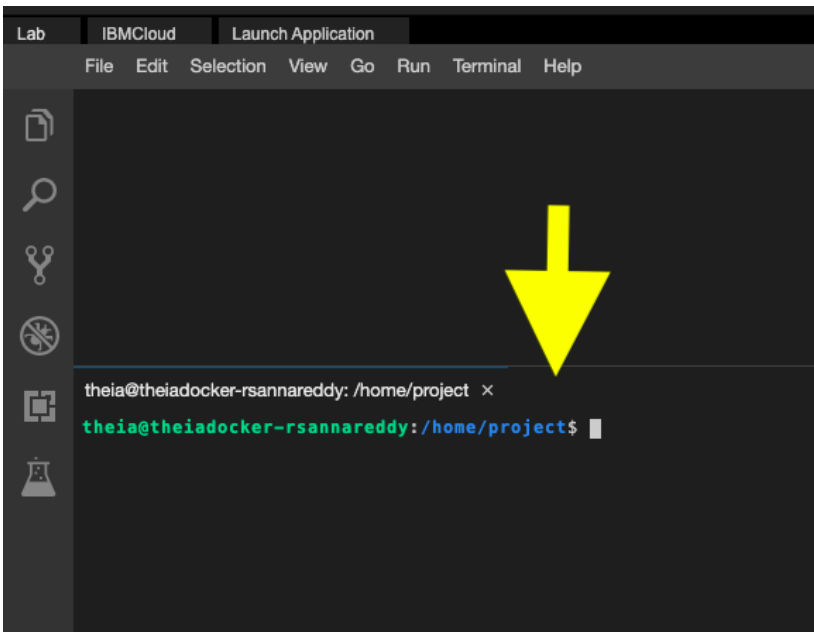 Lab IBMCloud Launch Application
File Edit Selection View Go Run Terminal Help
theia@theiadocker-rsannareddy: /home/project ×
theia@theiadocker-rsannareddy:/home/project$